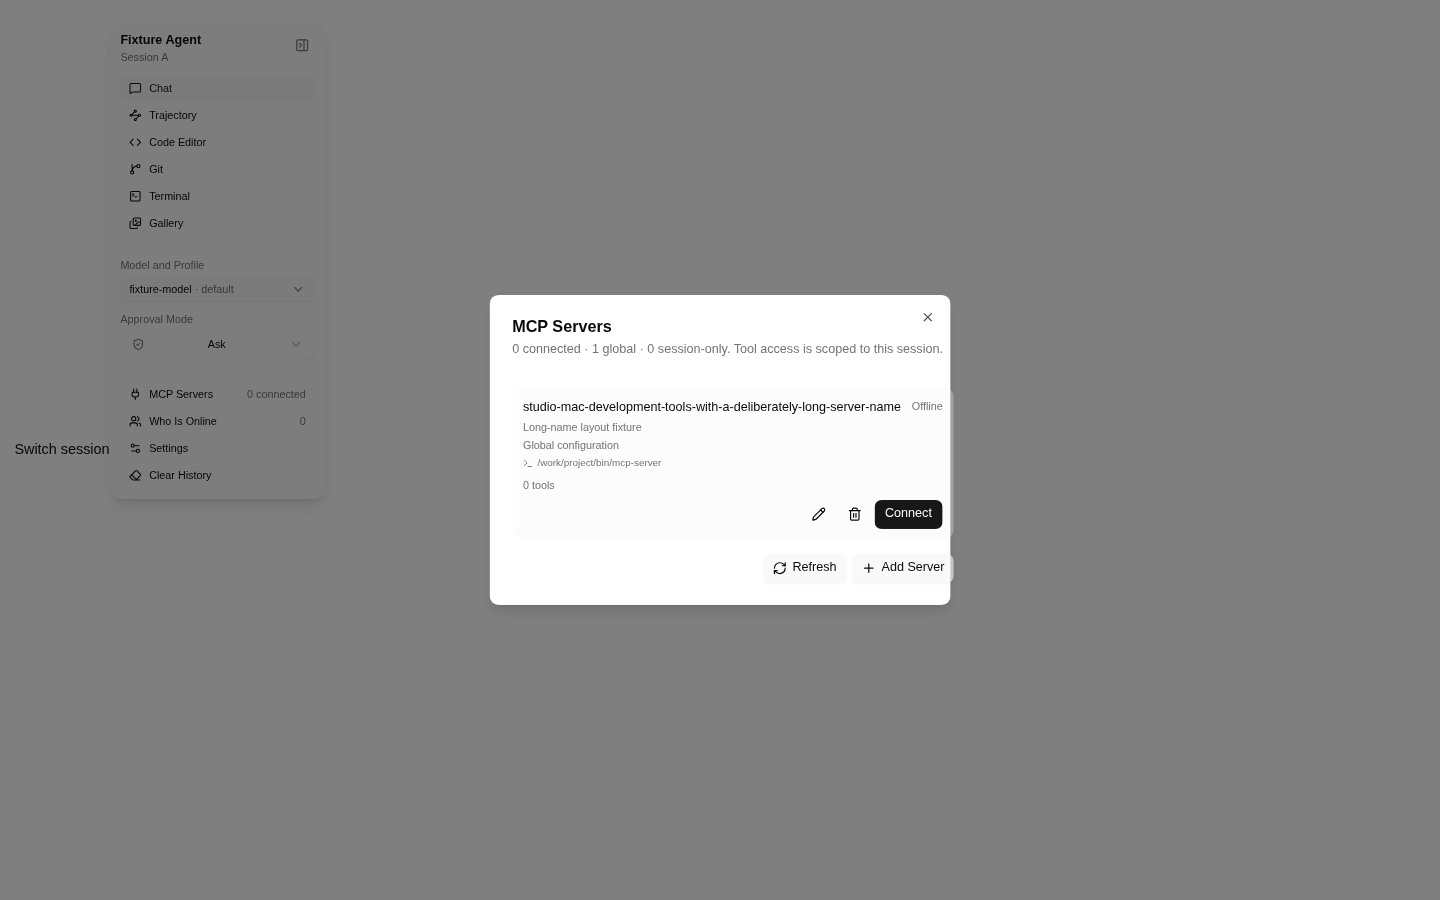 Fixture Agent
Session A
Chat
Trajectory
Code Editor
Git
Terminal
Gallery
Model and Profile
fixture-model · default
Approval Mode
Ask
MCP Servers 0 connected
Who Is Online 0
Switch session
Settings
Clear History
MCP Servers
0 connected · 1 global · 0 session-only. Tool access is scoped to this session.
studio-mac-development-tools-with-a-deliberately-long-server-name Offline
Long-name layout fixture
Global configuration
/work/project/bin/mcp-server
0 tools
Connect
Refresh Add Server